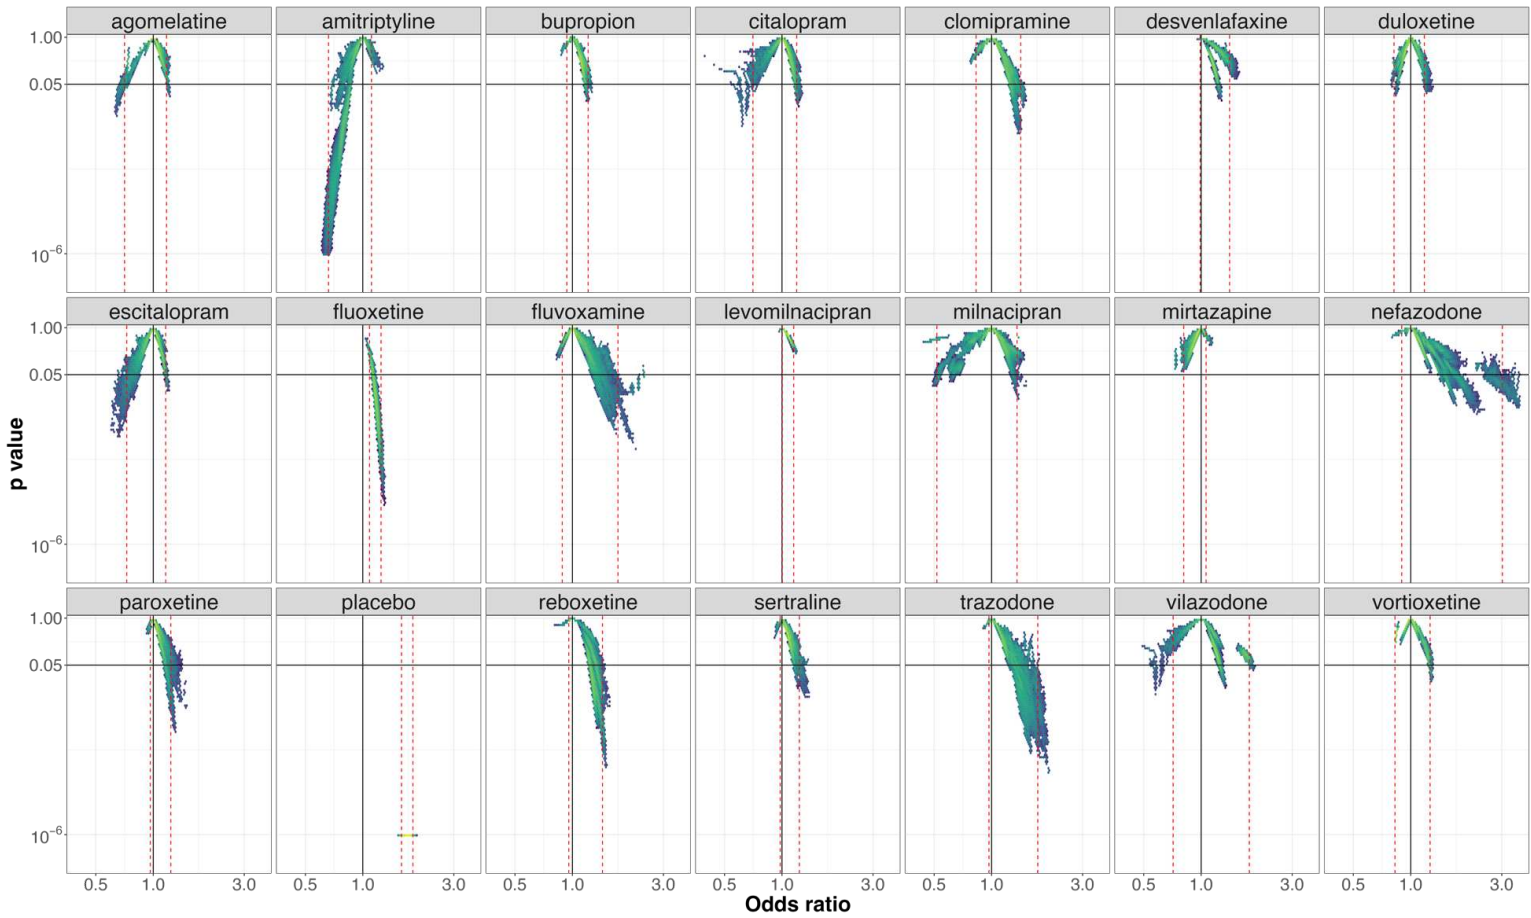 agomelatine amitriptyline bupropion citalopram clomipramine desvenlafaxine duloxetine
1.00
0.05
10⁻⁶
escitalopram fluoxetine fluvoxamine levomilnacipran milnacipran mirtazapine nefazodone
1.00
0.05
10⁻⁶
p value
paroxetine placebo reboxetine sertraline trazodone vilazodone vortioxetine
1.00
0.05
10⁻⁶
0.5 1.0 3.0 0.5 1.0 3.0 0.5 1.0 3.0 0.5 1.0 3.0 0.5 1.0 3.0 0.5 1.0 3.0 0.5 1.0 3.0
Odds ratio